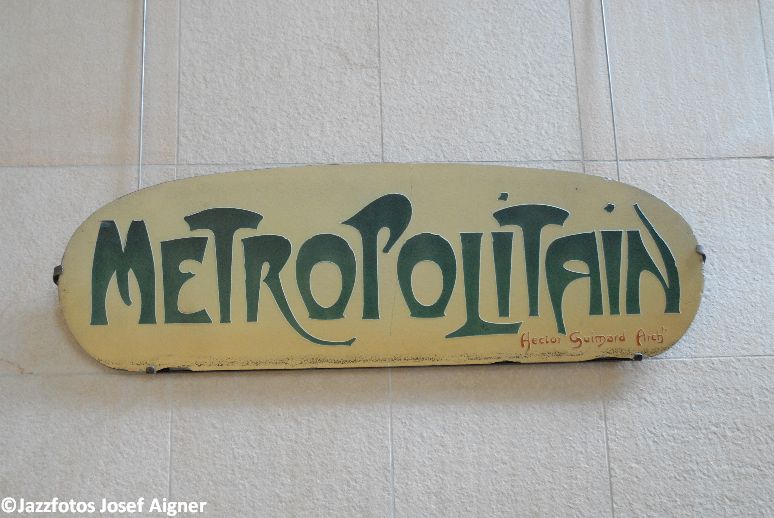 METROPOLITAIN
Hector Guimard Archte
©Jazzfotos Josef Aigner